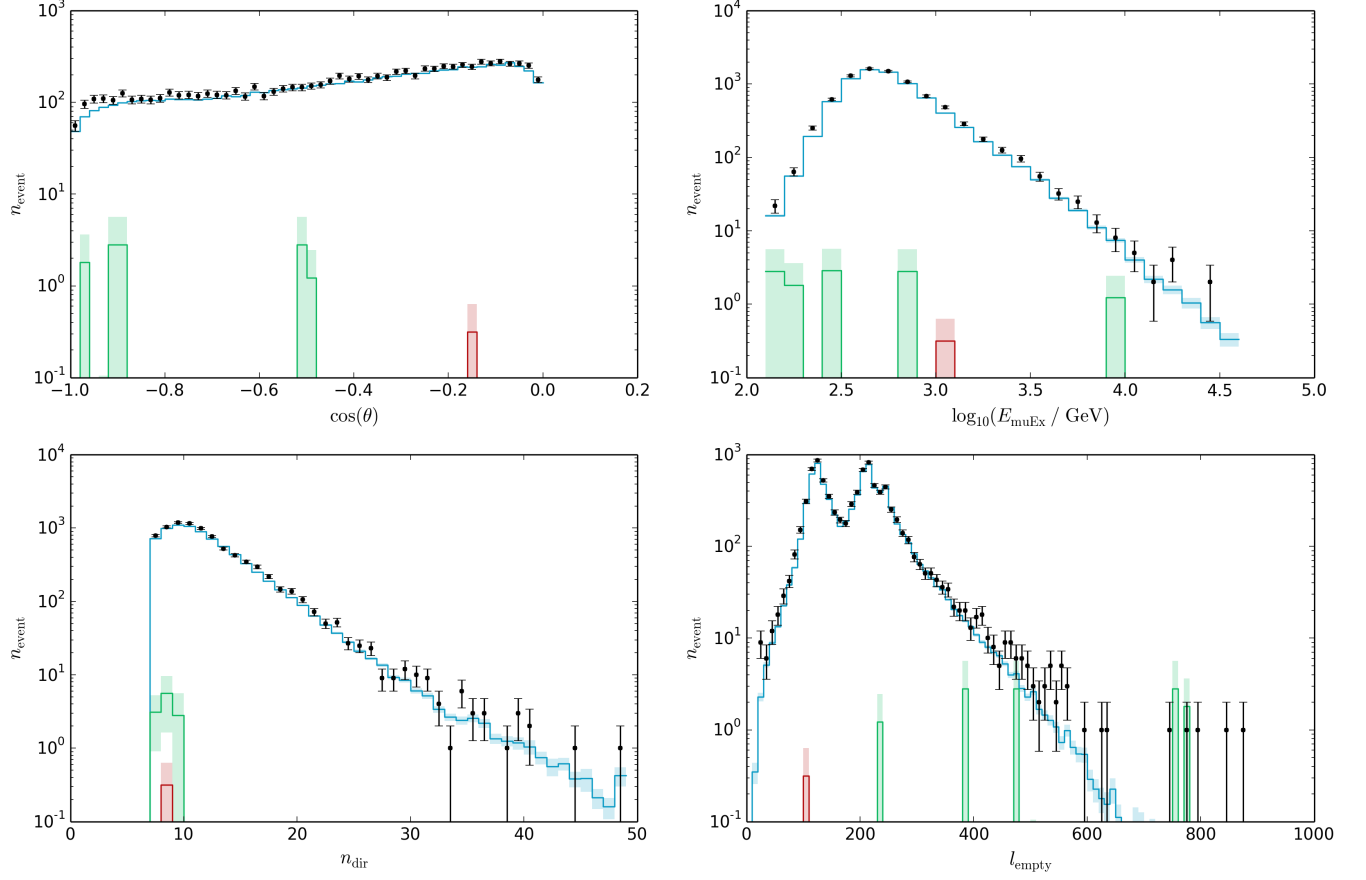 10³
10²
10¹
10⁰
10⁻¹
n_event
−1.0 −0.8 −0.6 −0.4 −0.2 0.0 0.2
cos(θ)
10⁴
10³
10²
10¹
10⁰
10⁻¹
n_event
2.0 2.5 3.0 3.5 4.0 4.5 5.0
log₁₀(E_muEx / GeV)
10⁴
10³
10²
10¹
10⁰
10⁻¹
n_event
0 10 20 30 40 50
n_dir
10³
10²
10¹
10⁰
10⁻¹
n_event
0 200 400 600 800 1000
l_empty